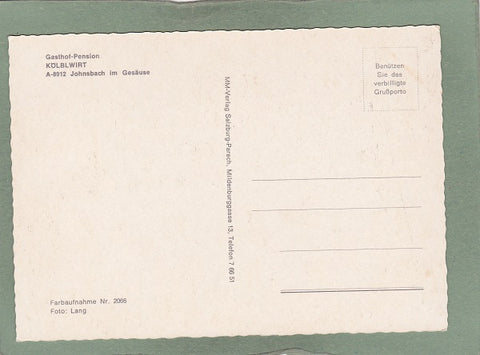 Gasthof-Pension
KÖLBLWIRT
A-8912 Johnsbach im Gesäuse
Benützen
Sie das
verbilligte
Grußporto
MM-Verlag Salzburg-Parsch, Mildenburggasse 13, Telefon 7 66 51
Farbaufnahme Nr. 2066
Foto: Lang